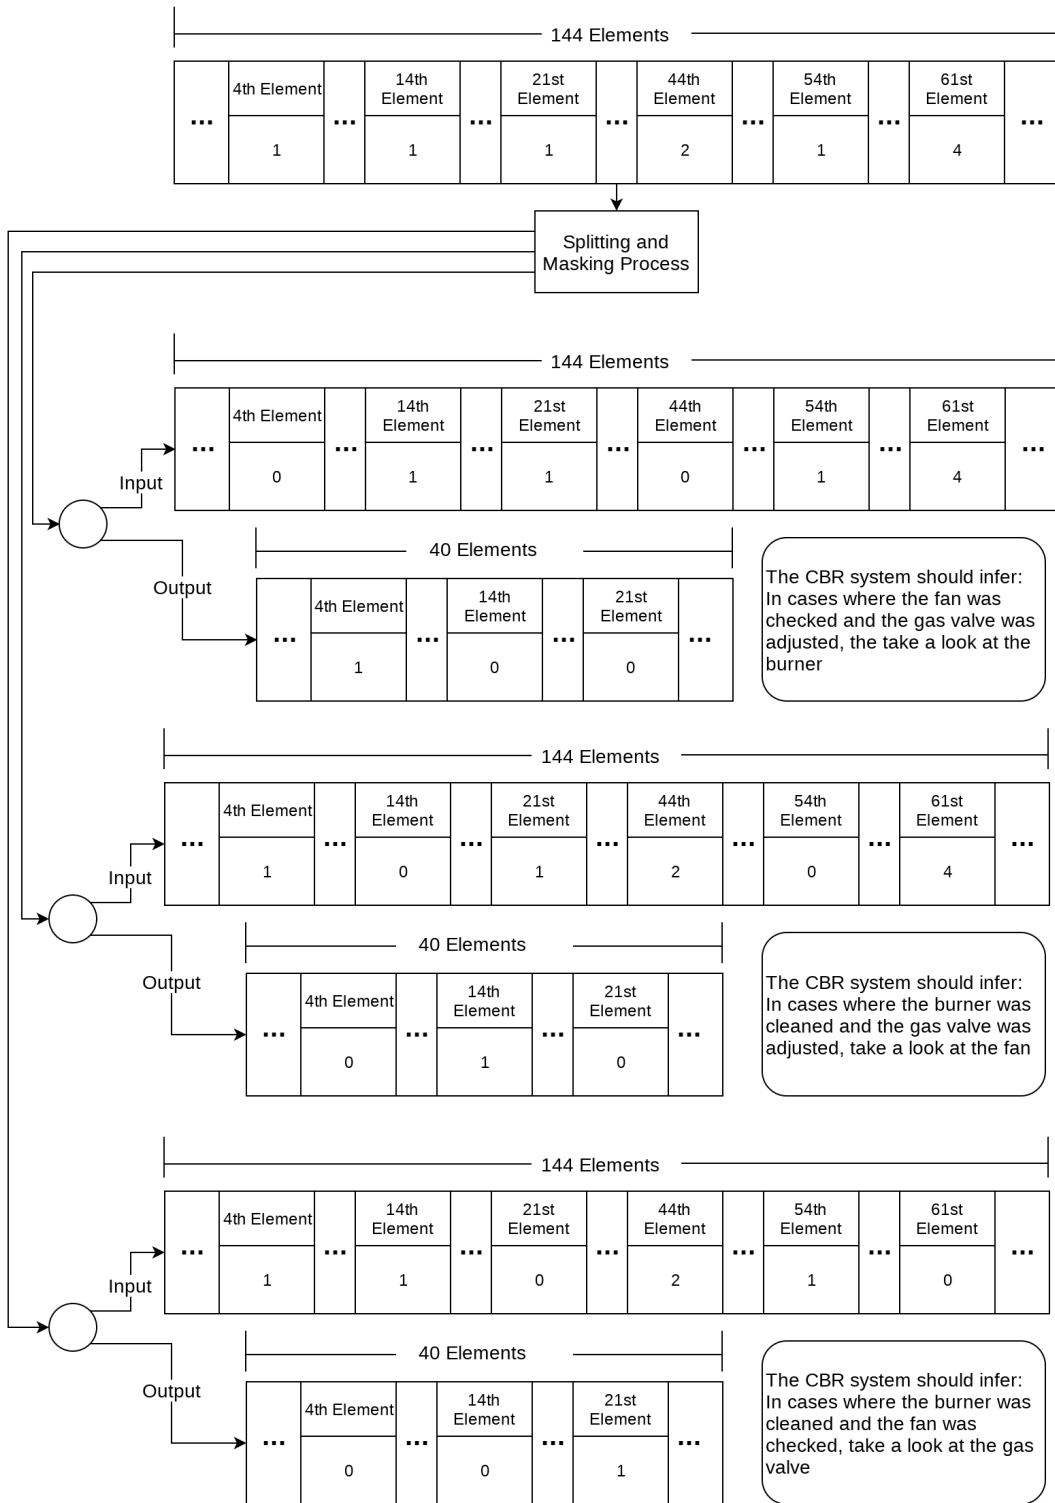 144 Elements
4th Element
14th
Element
21st
Element
44th
Element
54th
Element
61st
Element
... ... ... ... ... ... ...
1 1 1 2 1 4
Splitting and
Masking Process
144 Elements
4th Element
14th
Element
21st
Element
44th
Element
54th
Element
61st
Element
... ... ... ... ... ... ...
Input
0 1 1 0 1 4
40 Elements
Output
4th Element
14th
Element
21st
Element
... ... ... ...
1 0 0
The CBR system should infer:
In cases where the fan was
checked and the gas valve was
adjusted, the take a look at the
burner
144 Elements
4th Element
14th
Element
21st
Element
44th
Element
54th
Element
61st
Element
... ... ... ... ... ... ...
Input
1 0 1 2 0 4
40 Elements
Output
4th Element
14th
Element
21st
Element
... ... ... ...
0 1 0
The CBR system should infer:
In cases where the burner was
cleaned and the gas valve was
adjusted, take a look at the fan
144 Elements
4th Element
14th
Element
21st
Element
44th
Element
54th
Element
61st
Element
... ... ... ... ... ... ...
Input
1 1 0 2 1 0
40 Elements
Output
4th Element
14th
Element
21st
Element
... ... ... ...
0 0 1
The CBR system should infer:
In cases where the burner was
cleaned and the fan was
checked, take a look at the gas
valve